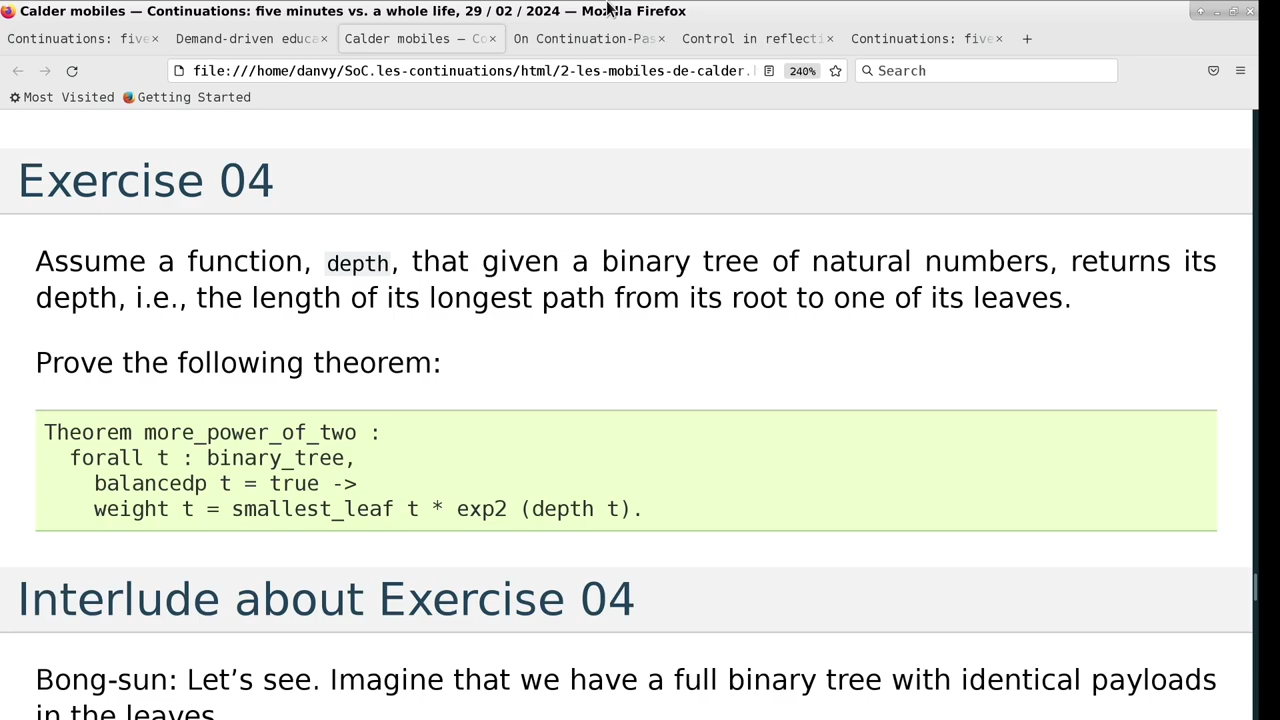 Calder mobiles — Continuations: five minutes vs. a whole life, 29 / 02 / 2024 — Mozilla Firefox
Continuations: five× Demand-driven educa× Calder mobiles — Co× On Continuation-Pas× Control in reflecti× Continuations: five× +
file:///home/danvy/SoC.les-continuations/html/2-les-mobiles-de-calder. 240% Search
Most Visited Getting Started
Exercise 04
Assume a function, depth, that given a binary tree of natural numbers, returns its
depth, i.e., the length of its longest path from its root to one of its leaves.
Prove the following theorem:
Theorem more_power_of_two :
forall t : binary_tree,
balancedp t = true ->
weight t = smallest_leaf t * exp2 (depth t).
Interlude about Exercise 04
Bong-sun: Let’s see. Imagine that we have a full binary tree with identical payloads
in the leaves.